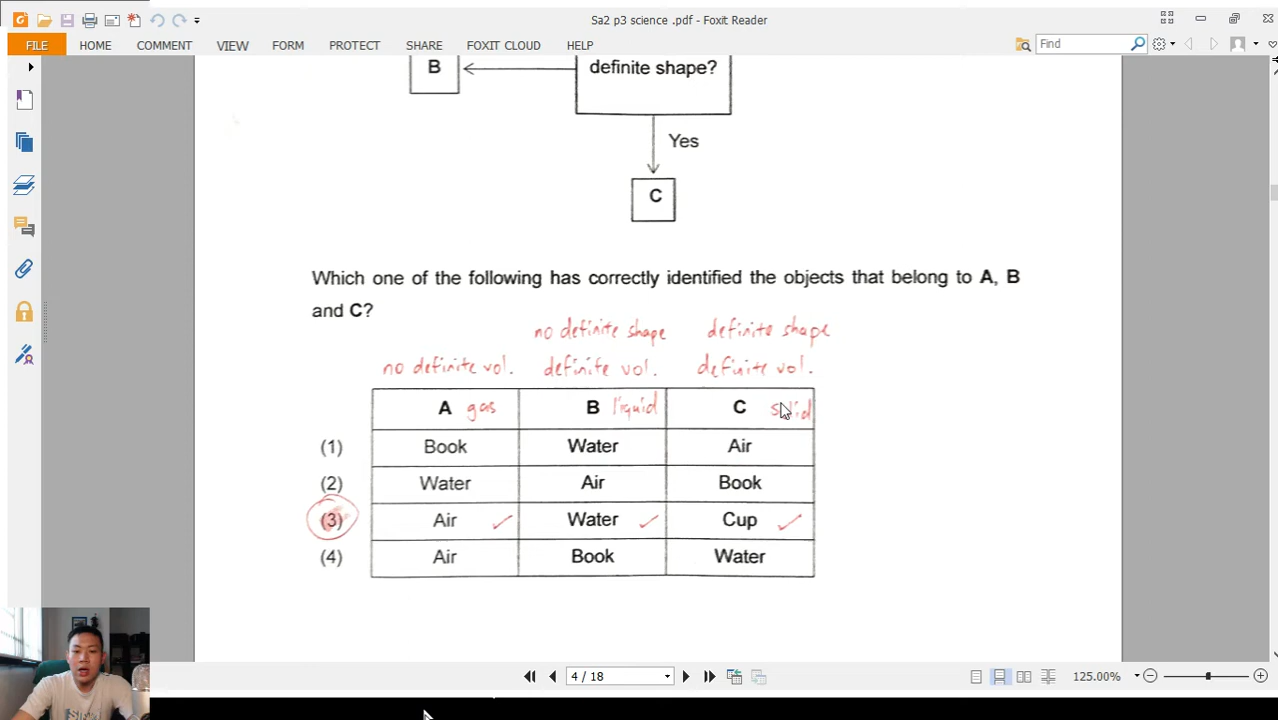 Sa2 p3 science .pdf - Foxit Reader
FILE HOME COMMENT VIEW FORM PROTECT SHARE FOXIT CLOUD HELP Find
B definite shape?
Yes
C
Which one of the following has correctly identified the objects that belong to A, B
and C?
no definite shape definite shape
no definite vol. definite vol. definite vol.
A gas B liquid C solid
(1) Book Water Air
(2) Water Air Book
(3) Air ✓ Water ✓ Cup ✓
(4) Air Book Water
4 / 18 125.00%